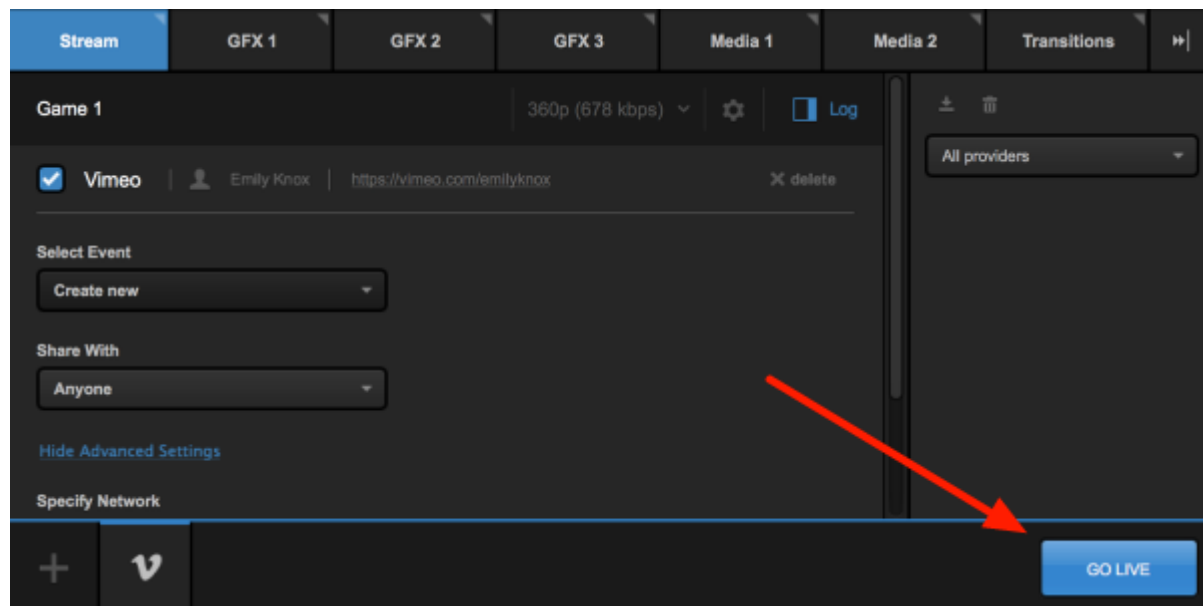 Stream GFX 1 GFX 2 GFX 3 Media 1 Media 2 Transitions
Game 1 360p (678 kbps) Log
Vimeo Emily Knox https://vimeo.com/emilyknox delete
All providers
Select Event
Create new
Share With
Anyone
Hide Advanced Settings
Specify Network
GO LIVE